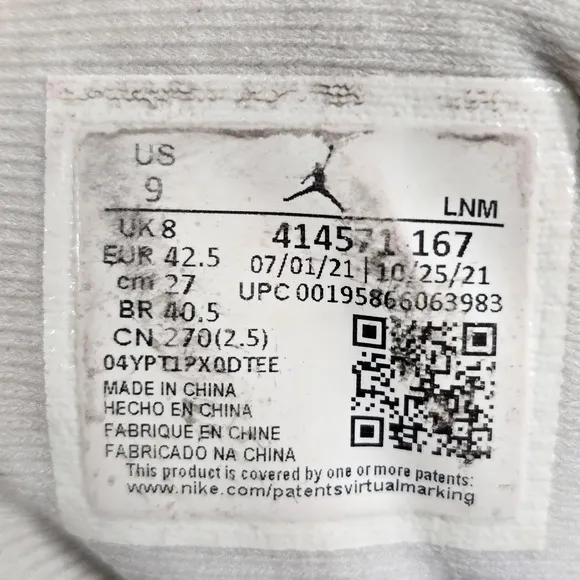 US
9
LNM
UK 8
EUR 42.5
cm 27
BR 40.5
CN 270(2.5)
414571 167
07/01/21 | 10/25/21
UPC 00195866063983
04YPT1PXQDTEE
MADE IN CHINA
HECHO EN CHINA
FABRIQUE EN CHINE
FABRICADO NA CHINA
This product is covered by one or more patents:
www.nike.com/patentsvirtualmarking